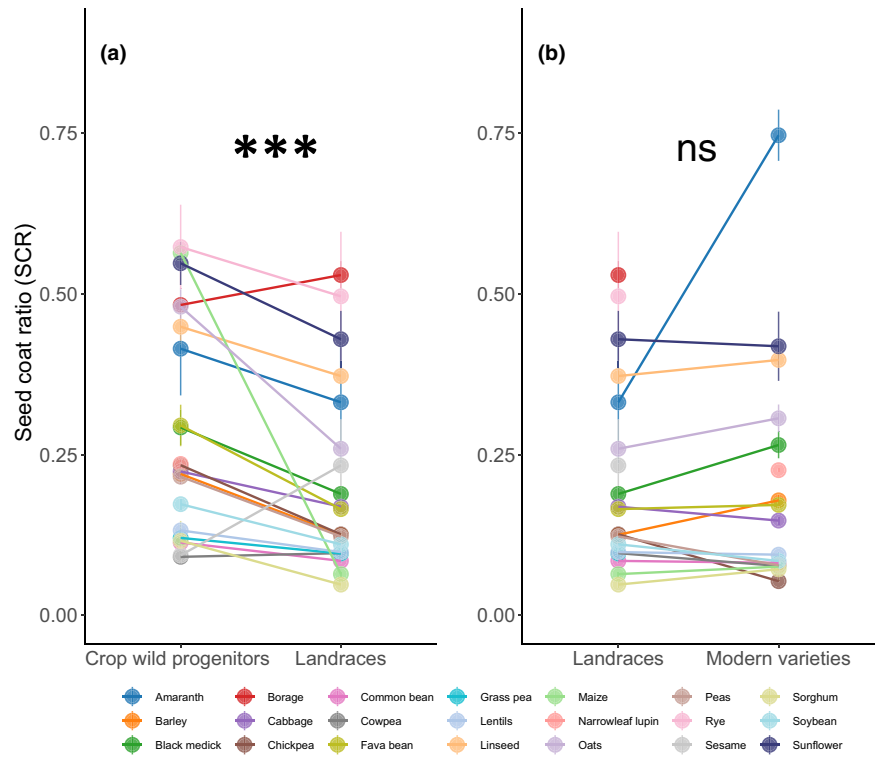 (a)
(b)
***
ns
Seed coat ratio (SCR)
0.75
0.50
0.25
0.00
0.75
0.50
0.25
0.00
Crop wild progenitors Landraces
Landraces Modern varieties
Amaranth Borage Common bean Grass pea Maize Peas Sorghum
Barley Cabbage Cowpea Lentils Narrowleaf lupin Rye Soybean
Black medick Chickpea Fava bean Linseed Oats Sesame Sunflower